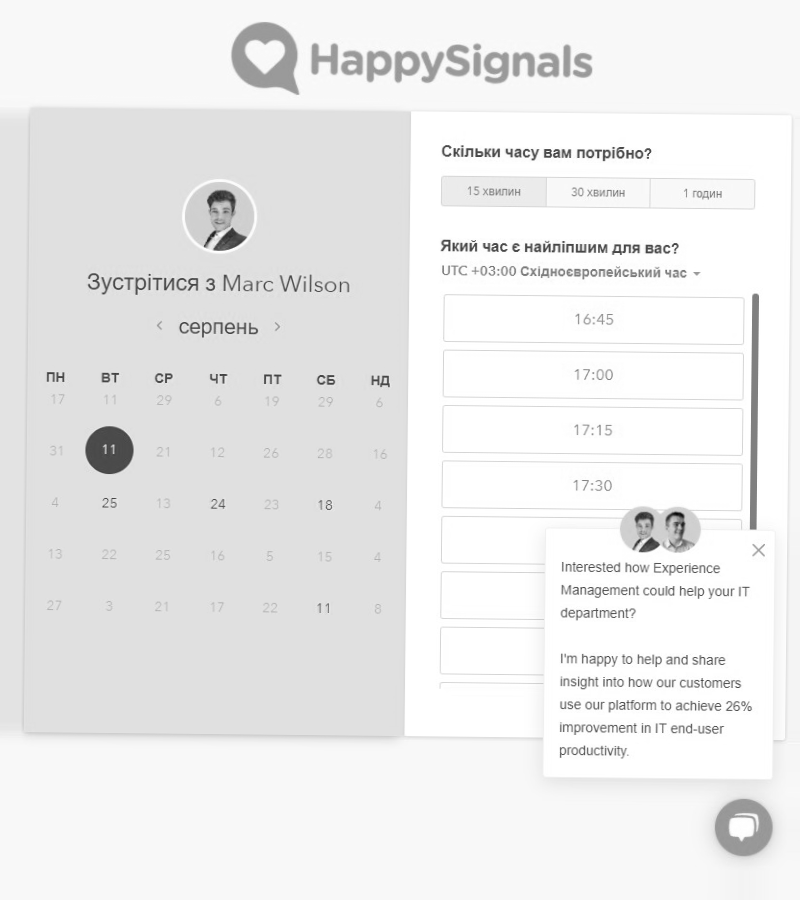 HappySignals
Зустрітися з Marc Wilson
серпень
ПН ВТ СР ЧТ ПТ СБ НД
17 11 29 6 19 29 6
31 11 21 12 26 28 16
4 25 13 24 23 18 4
13 22 25 16 5 15 4
27 3 21 17 22 11 8
Скільки часу вам потрібно?
15 хвилин 30 хвилин 1 годин
Який час є найліпшим для вас?
UTC +03:00 Східноєвропейський час
16:45
17:00
17:15
17:30
Interested how Experience
Management could help your IT
department?
I'm happy to help and share
insight into how our customers
use our platform to achieve 26%
improvement in IT end-user
productivity.